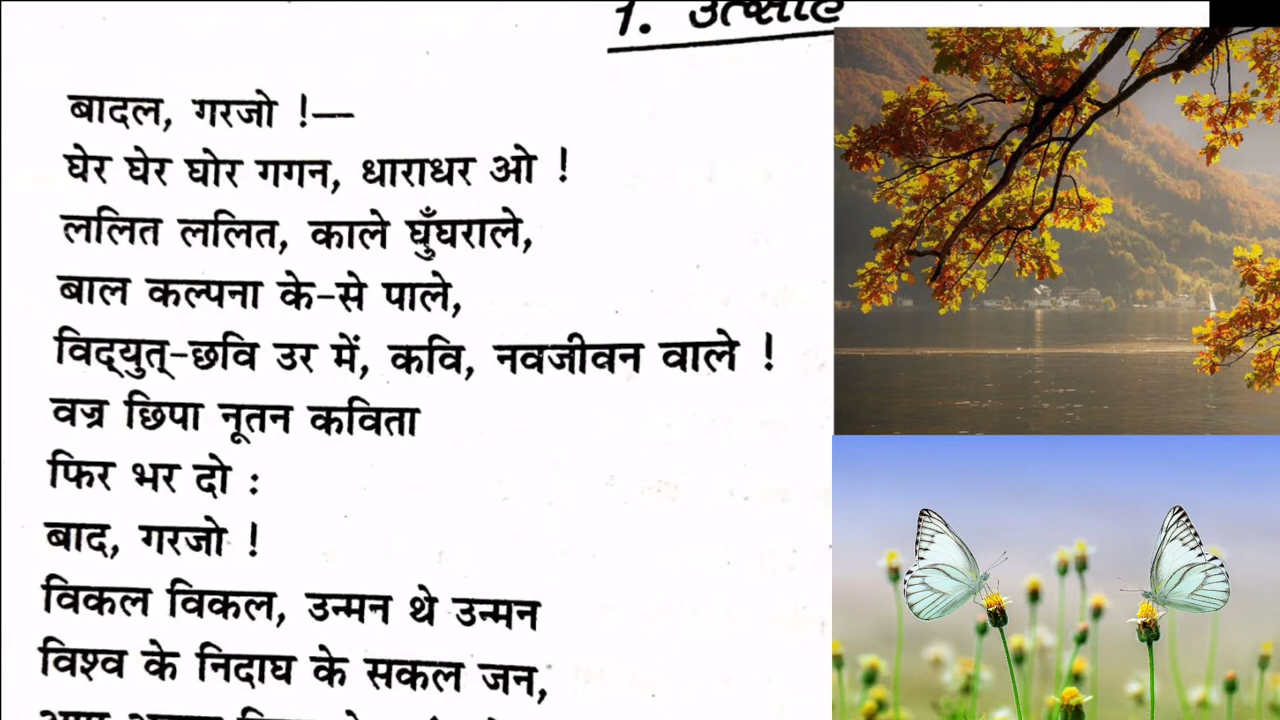 1. उत्साह
बादल, गरजो !—
घेर घेर घोर गगन, धाराधर ओ !
ललित ललित, काले घुँघराले,
बाल कल्पना के-से पाले,
विद्युत्-छवि उर में, कवि, नवजीवन वाले !
वज्र छिपा नूतन कविता
फिर भर दो :
बाद, गरजो !
विकल विकल, उन्मन थे उन्मन
विश्व के निदाघ के सकल जन,